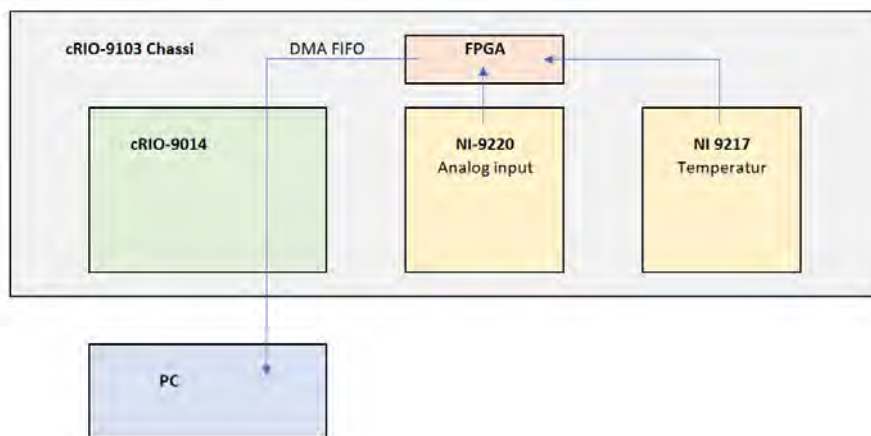 cRIO-9103 Chassi
DMA FIFO
FPGA
cRIO-9014
NI-9220
Analog input
NI 9217
Temperatur
PC